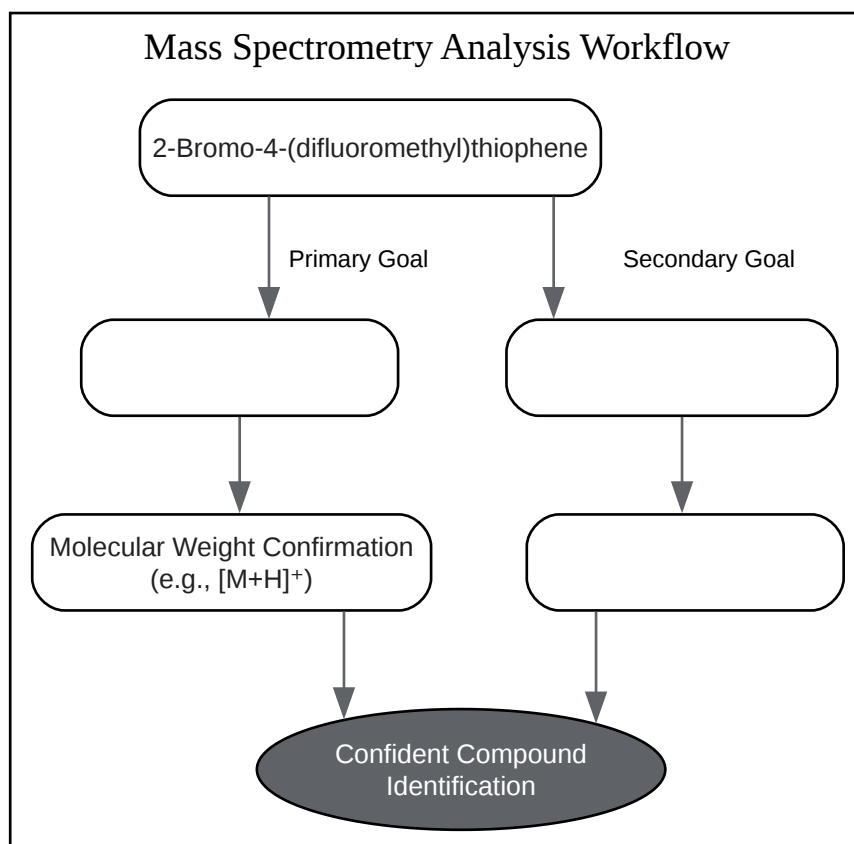 Mass Spectrometry Analysis Workflow
2-Bromo-4-(difluoromethyl)thiophene
Primary Goal
Secondary Goal
Molecular Weight Confirmation
(e.g., [M+H]⁺)
Confident Compound
Identification